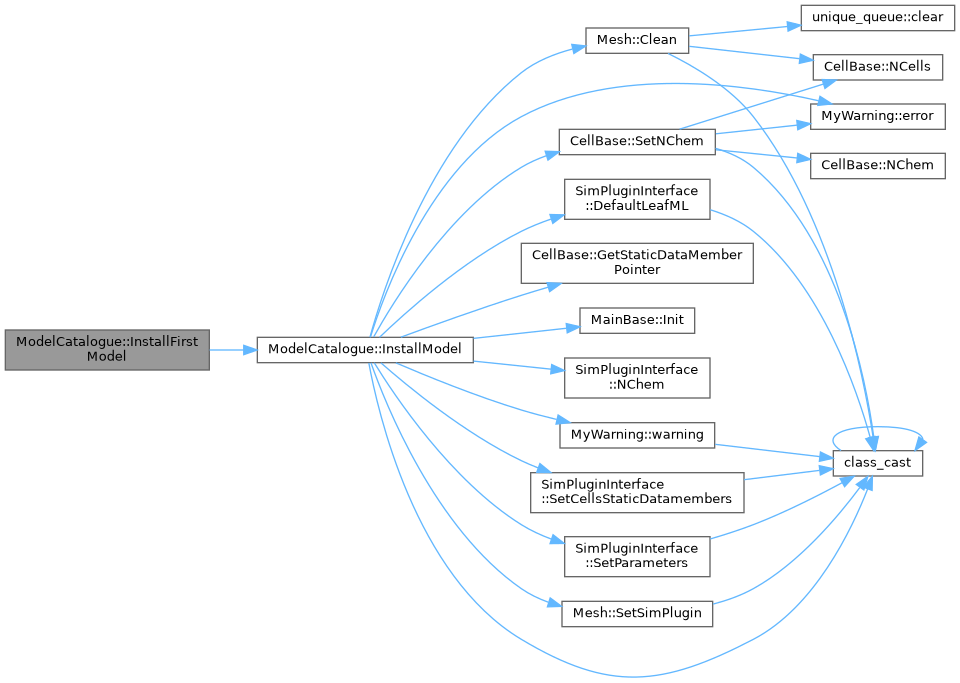 ModelCatalogue::InstallFirst
Model
ModelCatalogue::InstallModel
Mesh::Clean
CellBase::SetNChem
SimPluginInterface
::DefaultLeafML
CellBase::GetStaticDataMember
Pointer
MainBase::Init
SimPluginInterface
::NChem
MyWarning::warning
SimPluginInterface
::SetCellsStaticDatamembers
SimPluginInterface
::SetParameters
Mesh::SetSimPlugin
unique_queue::clear
CellBase::NCells
MyWarning::error
CellBase::NChem
class_cast